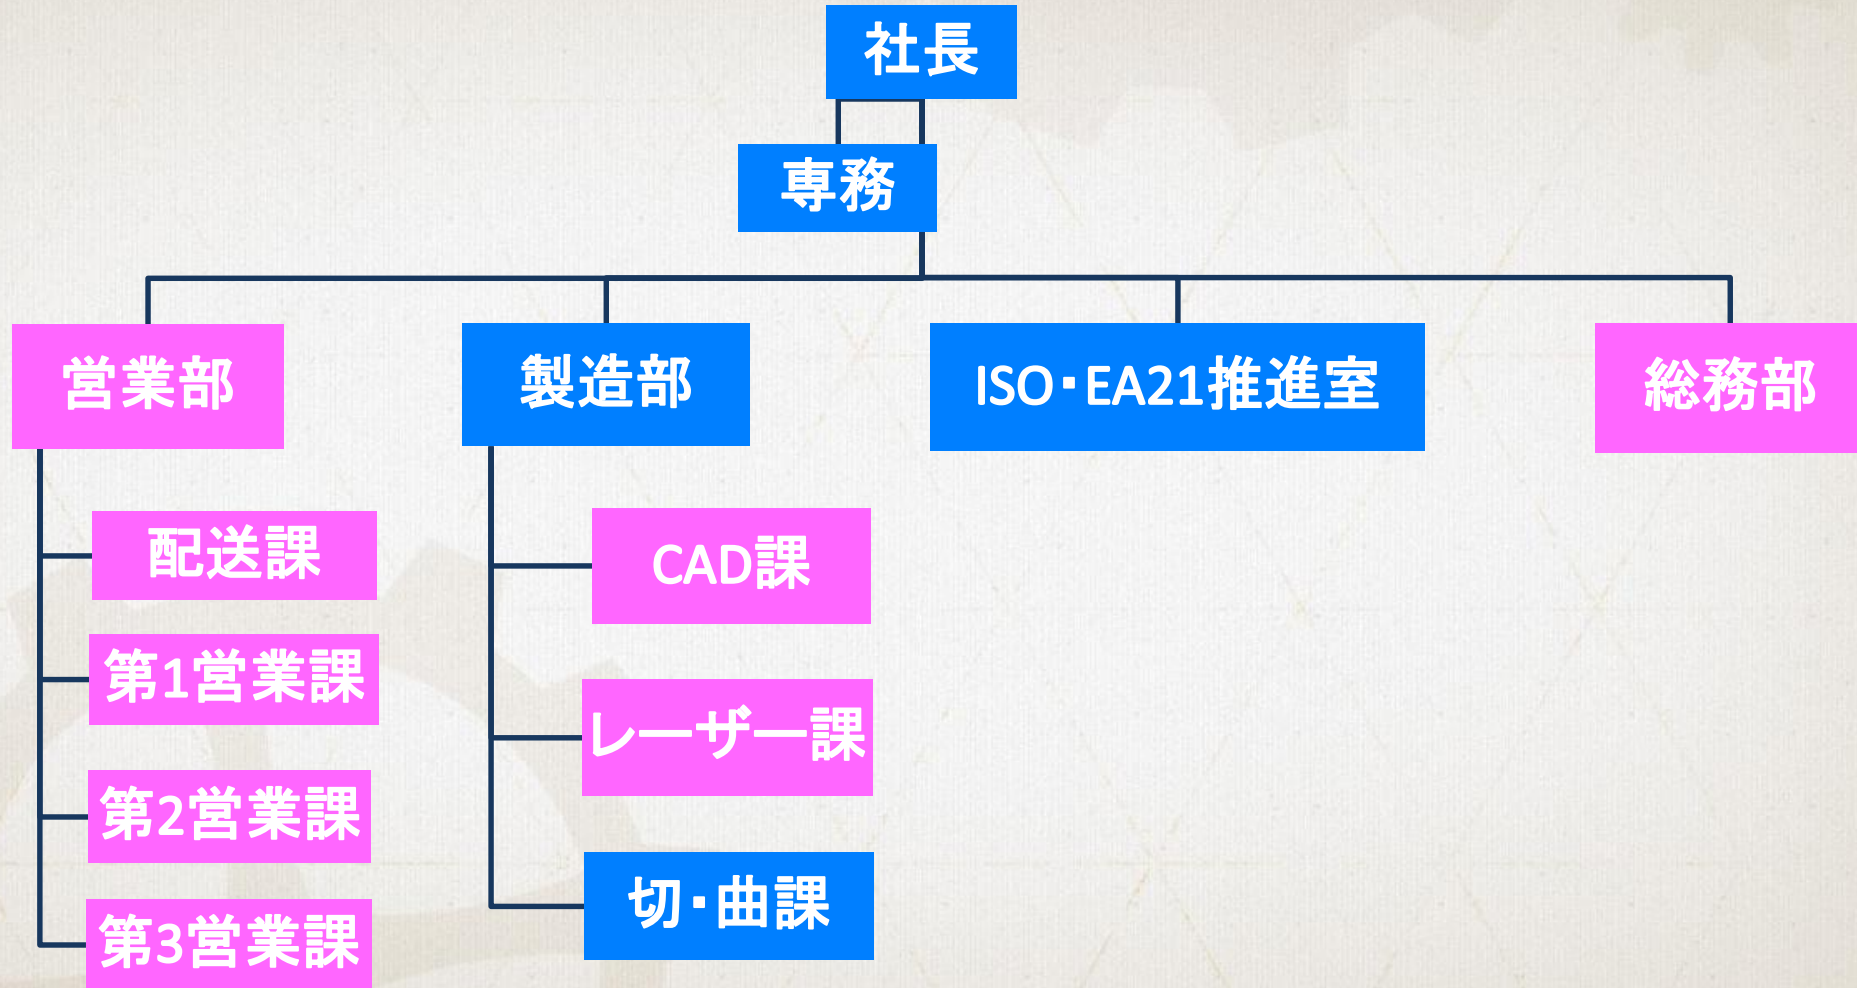 社長
専務
営業部
製造部
ISO・EA21推進室
総務部
配送課
第1営業課
第2営業課
第3営業課
CAD課
レーザー課
切・曲課